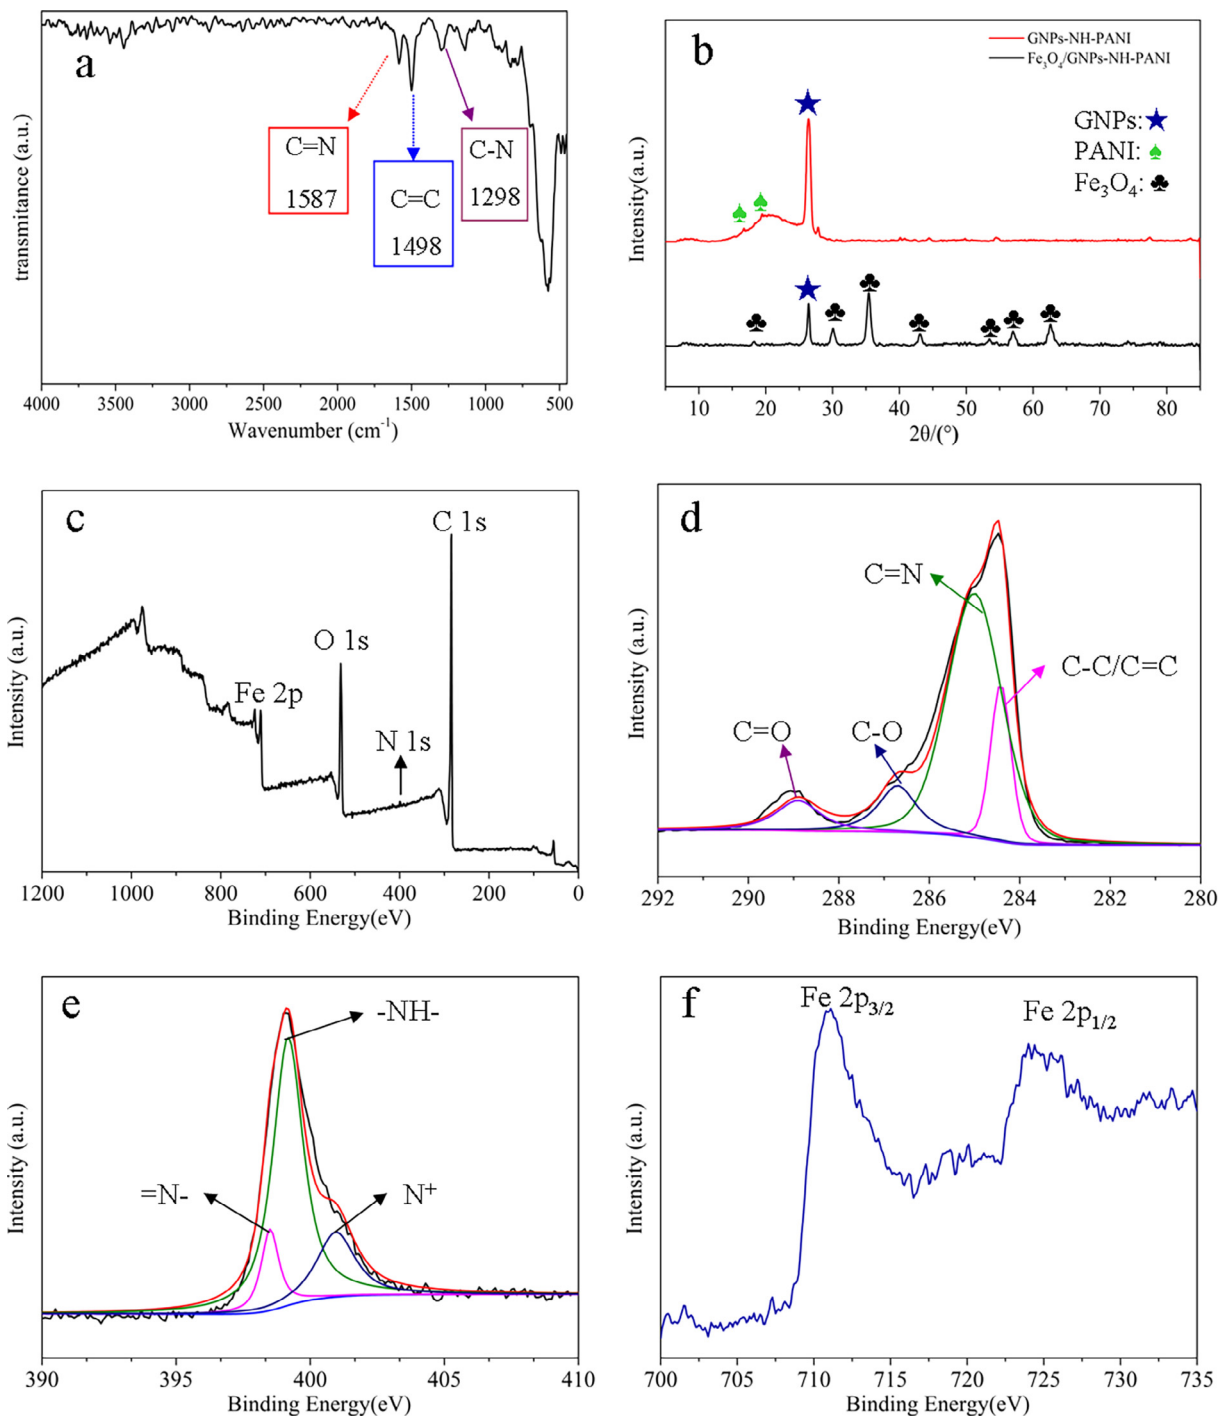 a
C=N
1587
C=C
1498
C-N
1298
transmitance (a.u.)
4000 3500 3000 2500 2000 1500 1000 500
Wavenumber (cm⁻¹)
b
GNPs-NH-PANI
Fe₃O₄/GNPs-NH-PANI
GNPs:
PANI:
Fe₃O₄:
Intensity(a.u.)
10 20 30 40 50 60 70 80
2θ/(°)
c
C 1s
O 1s
Fe 2p
N 1s
Intensity (a.u.)
1200 1000 800 600 400 200 0
Binding Energy(eV)
d
C=N
C-C/C=C
C=O
C-O
Intensity (a.u.)
292 290 288 286 284 282 280
Binding Energy(eV)
e
-NH-
=N-
N⁺
Intensity (a.u.)
390 395 400 405 410
Binding Energy(eV)
f
Fe 2p₃/₂
Fe 2p₁/₂
Intensity (a.u.)
700 705 710 715 720 725 730 735
Binding Energy(eV)